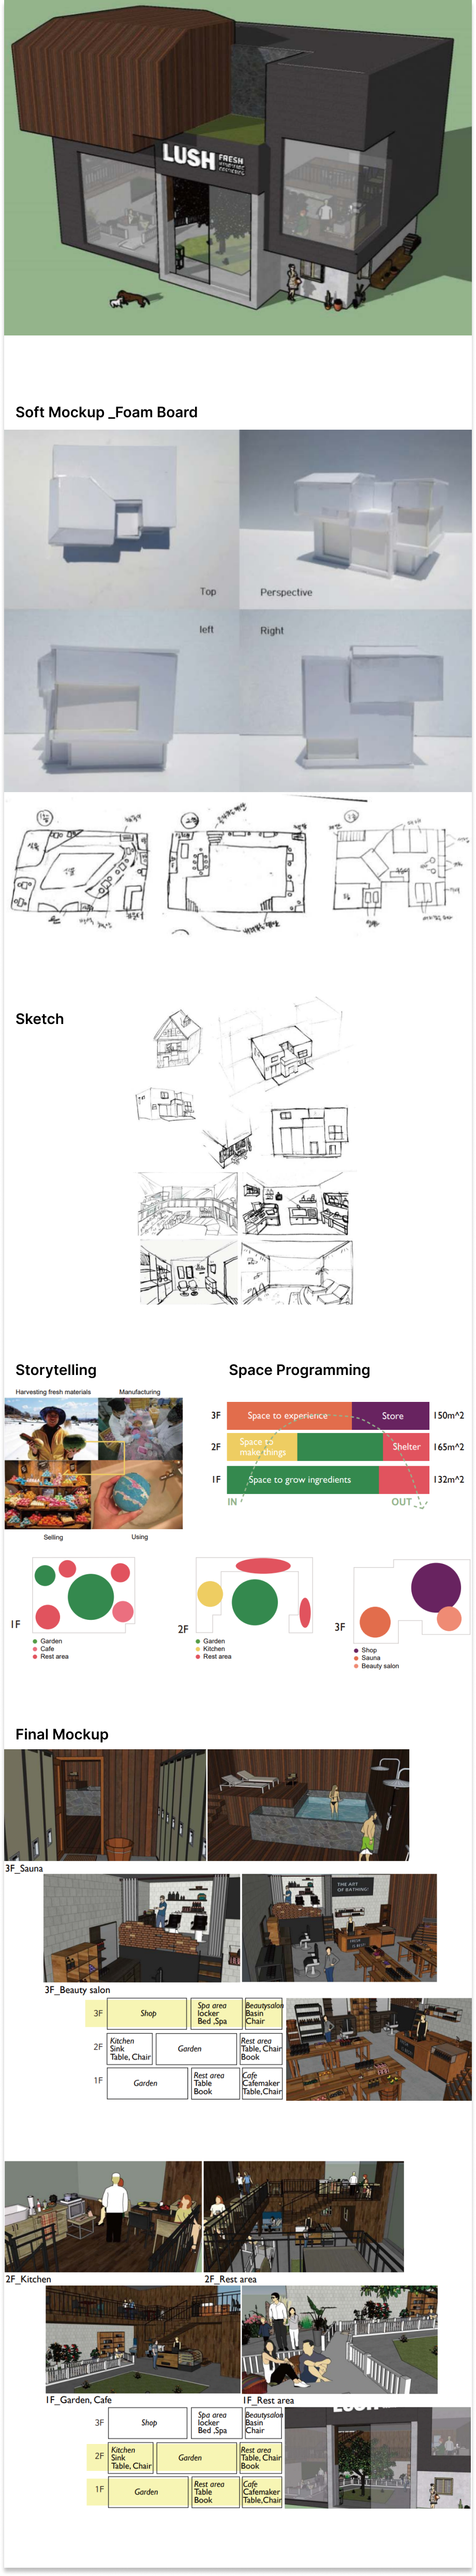 LUSH FRESH
HANDMADE
COSMETICS
Soft Mockup _Foam Board
Top
Perspective
left
Right
Sketch
Storytelling
Space Programming
Harvesting fresh materials
Manufacturing
Selling
Using
3F
Space to experience
Store
150m^2
2F
Space to
make things
Shelter
165m^2
1F
Space to grow ingredients
132m^2
IN
OUT
1F
Garden
Cafe
Rest area
2F
Garden
Kitchen
Rest area
3F
Shop
Sauna
Beauty salon
Final Mockup
3F_Sauna
THE ART
OF BATHING
3F_Beauty salon
3F
Shop
Spa area
locker
Bed ,Spa
Beautysalon
Basin
Chair
2F
Kitchen
Sink
Table, Chair
Garden
Rest area
Table, Chair
Book
1F
Garden
Rest area
Table
Book
Cafe
Cafemaker
Table,Chair
2F_Kitchen
2F_Rest area
1F_Garden, Cafe
1F_Rest area
3F
Shop
Spa area
locker
Bed ,Spa
Beautysalon
Basin
Chair
2F
Kitchen
Sink
Table, Chair
Garden
Rest area
Table, Chair
Book
1F
Garden
Rest area
Table
Book
Cafe
Cafemaker
Table,Chair
LUSH